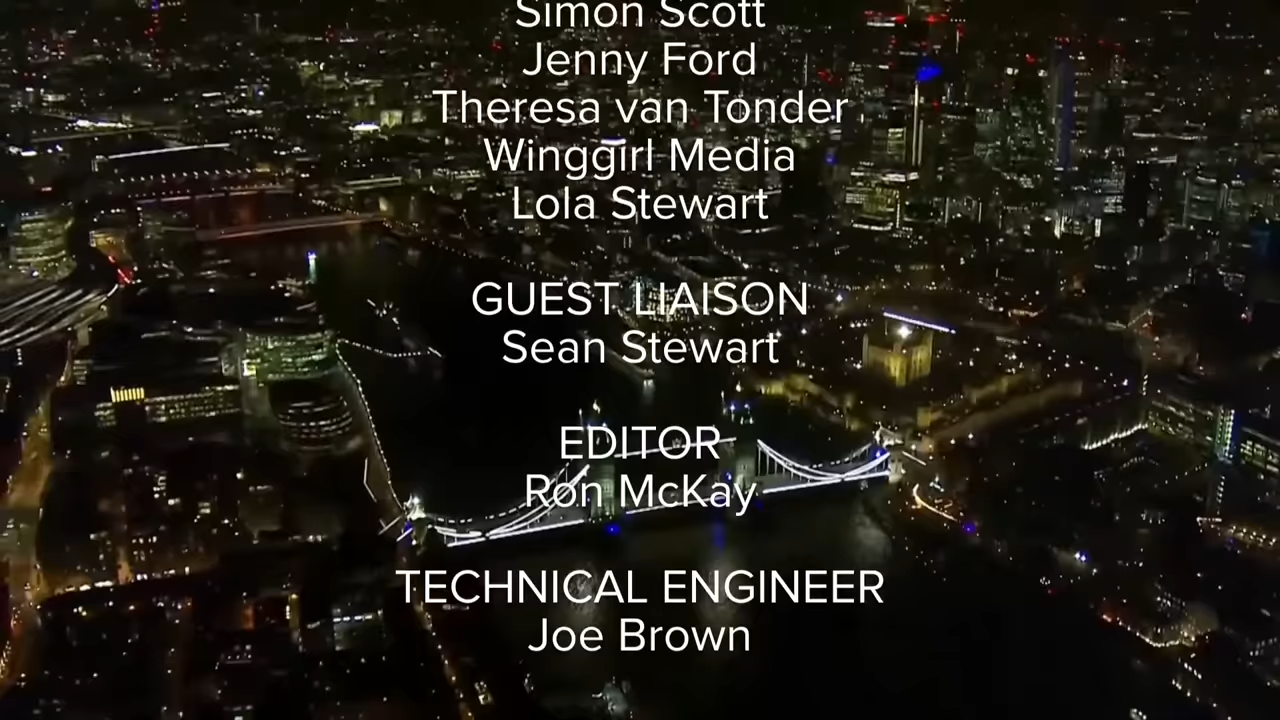 Simon Scott
Jenny Ford
Theresa van Tonder
Winggirl Media
Lola Stewart
GUEST LIAISON
Sean Stewart
EDITOR
Ron McKay
TECHNICAL ENGINEER
Joe Brown